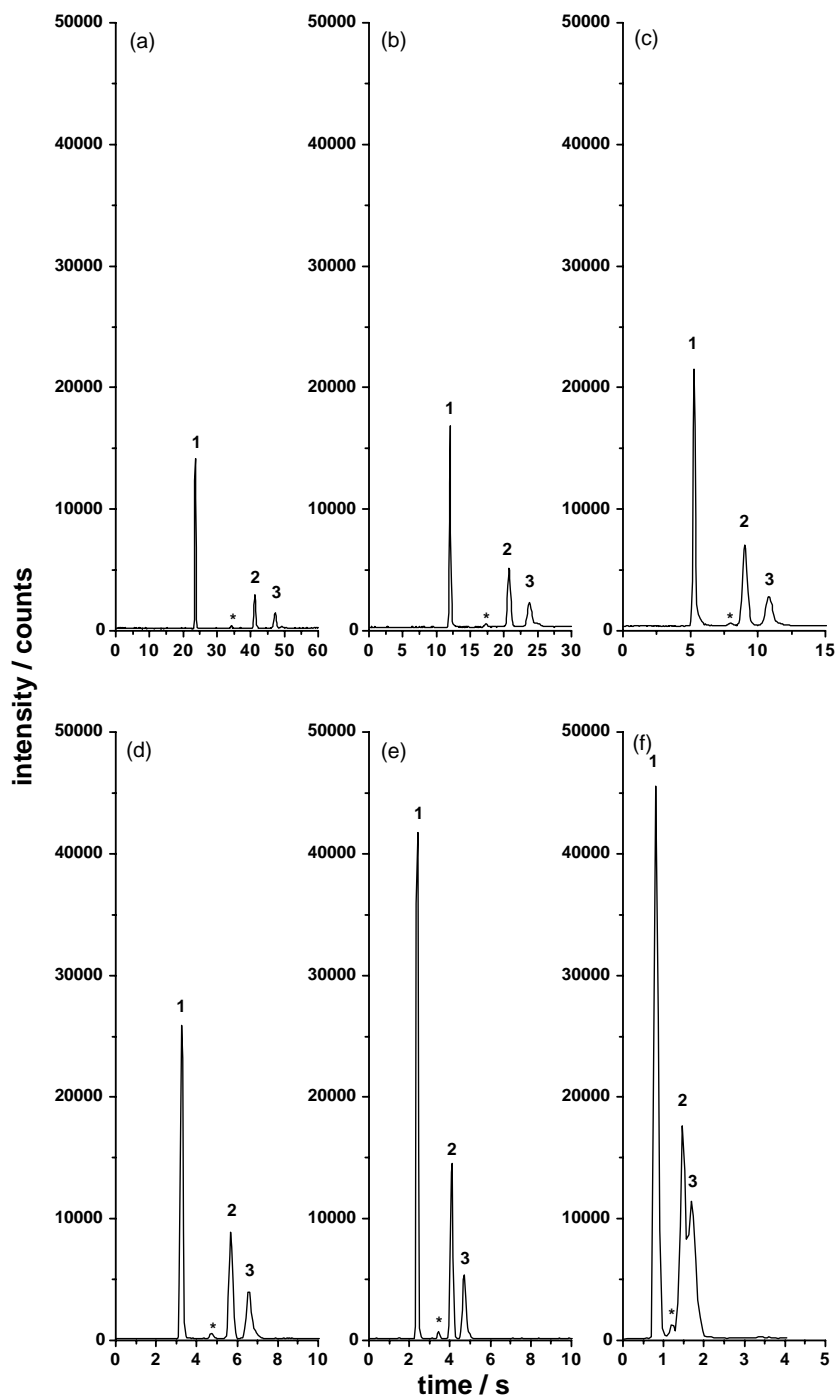 50000 (a) 50000 (b) 50000 (c)
40000 40000 40000
30000 30000 30000
20000 20000 20000
10000 10000 10000
0 0 0
1 * 2 3
1 * 2 3
1 * 2 3
0 10 20 30 40 50 60
0 5 10 15 20 25 30
0 5 10 15
intensity / counts
50000 (d) 50000 (e) 50000 (f)
40000 40000 40000
30000 30000 30000
20000 20000 20000
10000 10000 10000
0 0 0
1 * 2 3
1 * 2 3
1 * 2 3
0 2 4 6 8 10
0 2 4 6 8 10
0 1 2 3 4 5
time / s